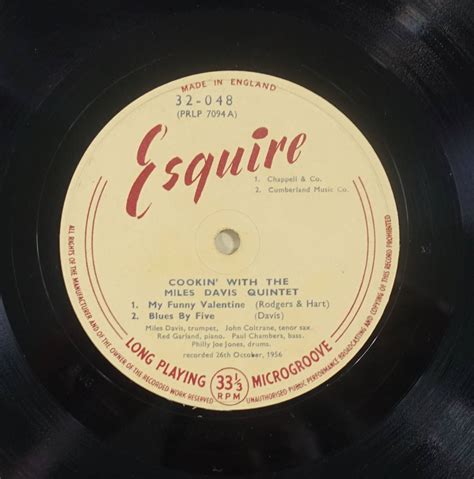 MADE IN ENGLAND
32-048
(PRLP 7094A)
Esquire
1. Chappell & Co.
2. Cumberland Music Co.
COOKIN' WITH THE
MILES DAVIS QUINTET
1. My Funny Valentine (Rodgers & Hart)
2. Blues By Five (Davis)
Miles Davis, trumpet, John Coltrane, tenor sax.
Red Garland, piano. Paul Chambers, bass.
Philly Joe Jones, drums.
recorded 26th October, 1956
LONG PLAYING 33⅓ RPM MICROGROOVE
ALL RIGHTS OF THE MANUFACTURER AND OF THE OWNER OF THE RECORDED WORK RESERVED
UNAUTHORISED PUBLIC PERFORMANCE BROADCASTING AND COPYING OF THIS RECORD PROHIBITED